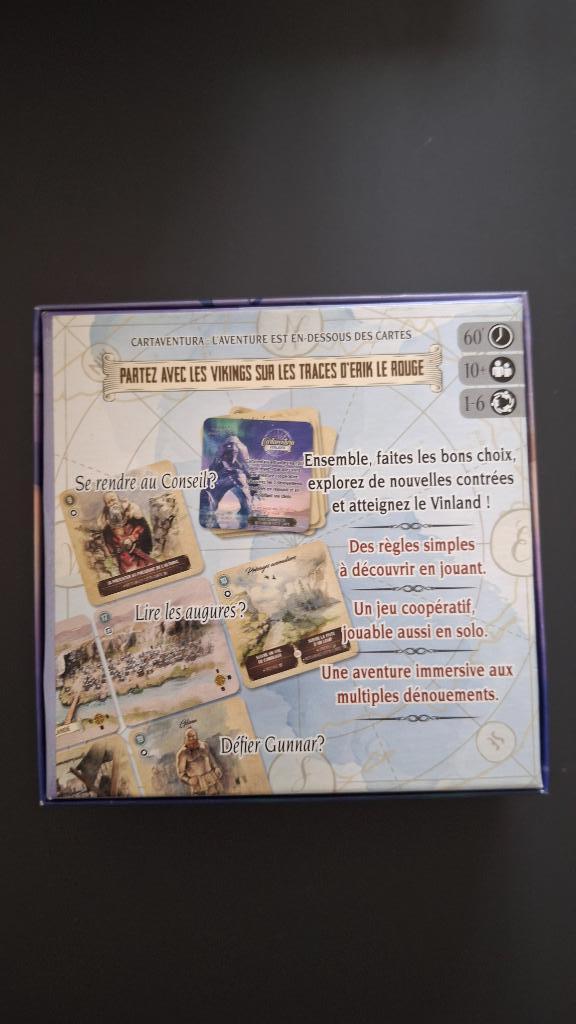 CARTAVENTURA : L'AVENTURE EST EN-DESSOUS DES CARTES
PARTEZ AVEC LES VIKINGS SUR LES TRACES D'ERIK LE ROUGE
60'
10+
1-6
Se rendre au Conseil?
Cartaventura
Ensemble, faites les bons choix,
explorez de nouvelles contrées
et atteignez le Vinland !
Des règles simples
à découvrir en jouant.
Lire les augures?
Un jeu coopératif,
jouable aussi en solo.
Une aventure immersive aux
multiples dénouements.
Défier Gunnar?